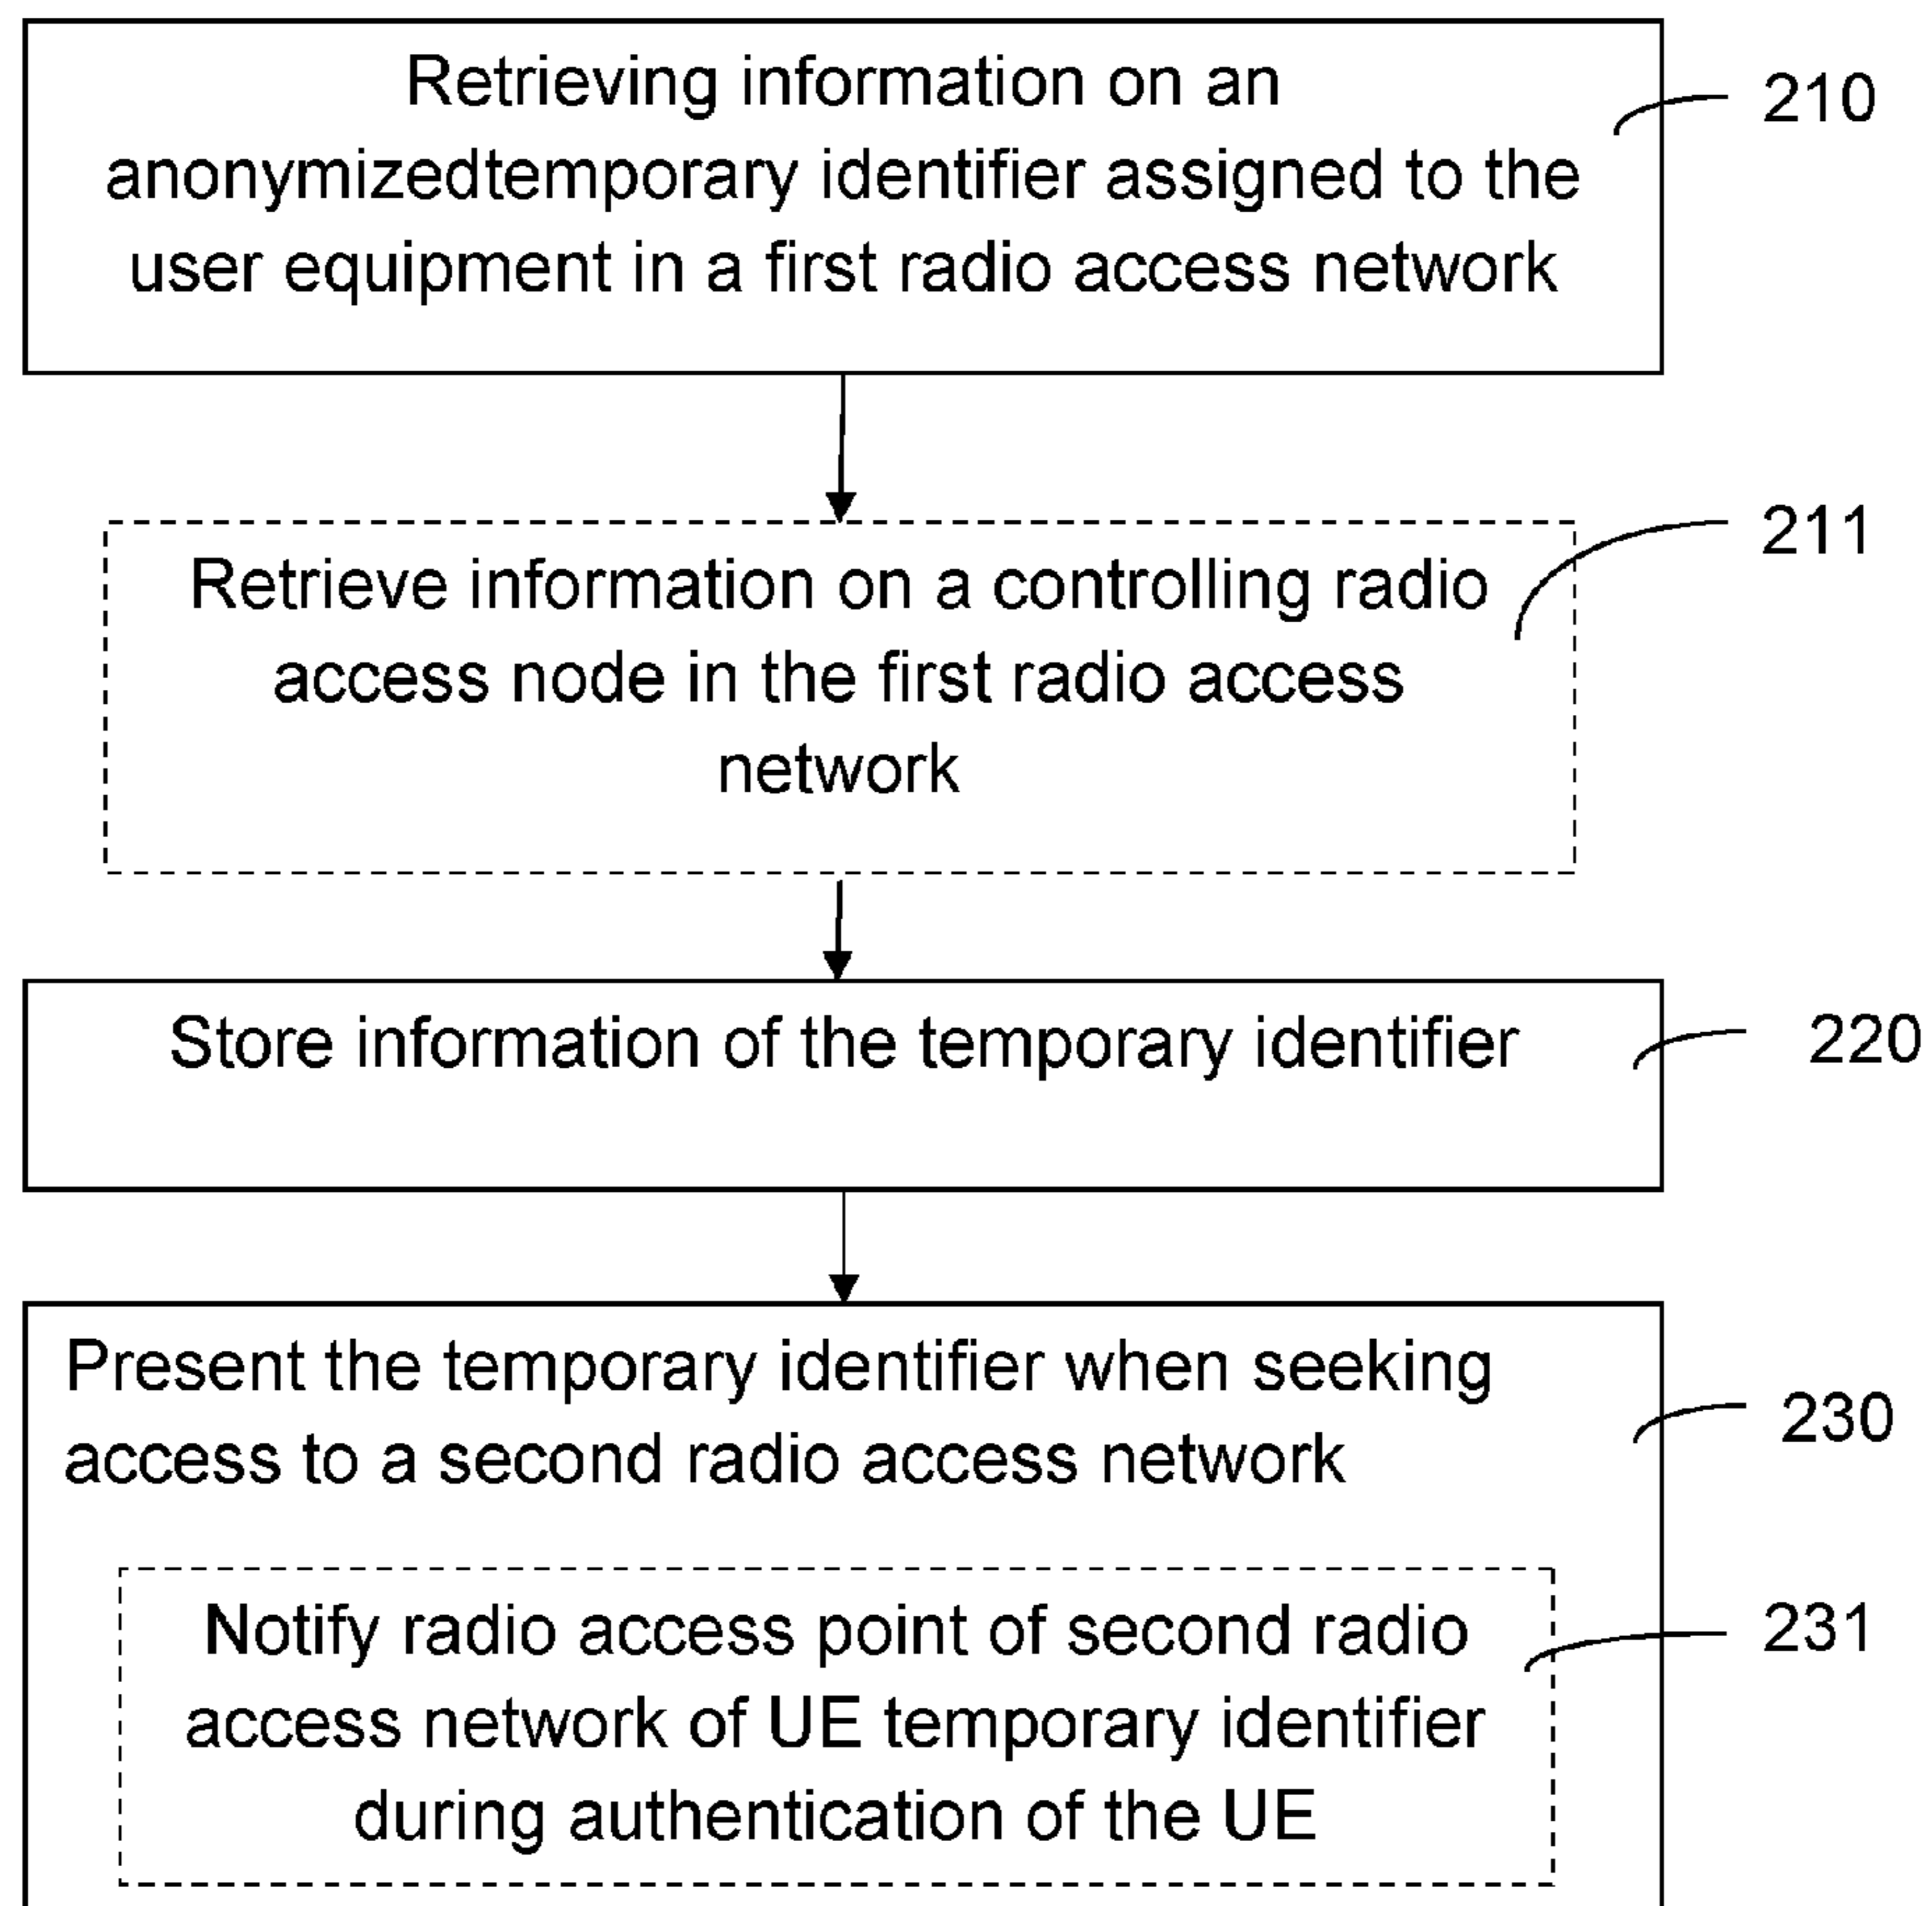 Retrieving information on an
210
anonymizedtemporary identifier assigned to the
user equipment in a first radio access network
211
Retrieve information on a controlling radio
access node in the first radio access
network
Store information of the temporary identifier
220
Present the temporary identifier when seeking
230
access to a second radio access network
Notify radio access point of second radio
231
access network of UE temporary identifier
during authentication of the UE